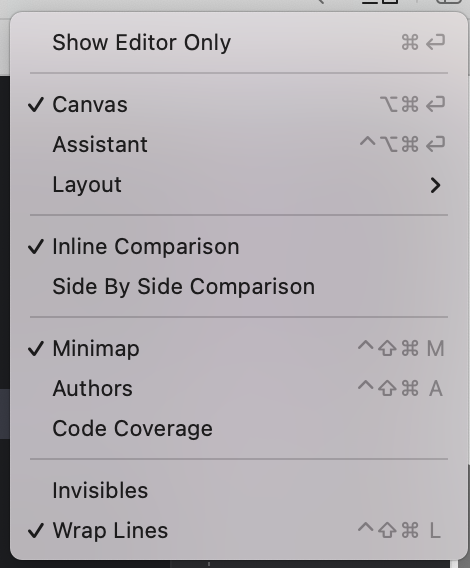 Show Editor Only ⌘ ↩
✓ Canvas ⌥⌘ ↩
Assistant ^⌥⌘ ↩
Layout >
✓ Inline Comparison
Side By Side Comparison
✓ Minimap ^⇧⌘ M
Authors ^⇧⌘ A
Code Coverage
Invisibles
✓ Wrap Lines ^⇧⌘ L